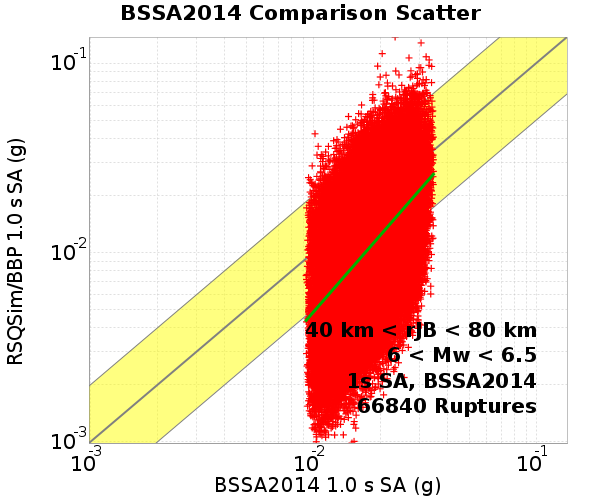 BSSA2014 Comparison Scatter
RSQSim/BBP 1.0 s SA (g)
10-1
10-2
10-3
40 km < rJB < 80 km
6 < Mw < 6.5
1s SA, BSSA2014
66840 Ruptures
10-3 10-2 10-1
BSSA2014 1.0 s SA (g)